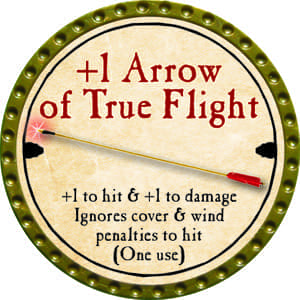 +1 Arrow
of True Flight
+1 to hit & +1 to damage
Ignores cover & wind
penalties to hit
(One use)